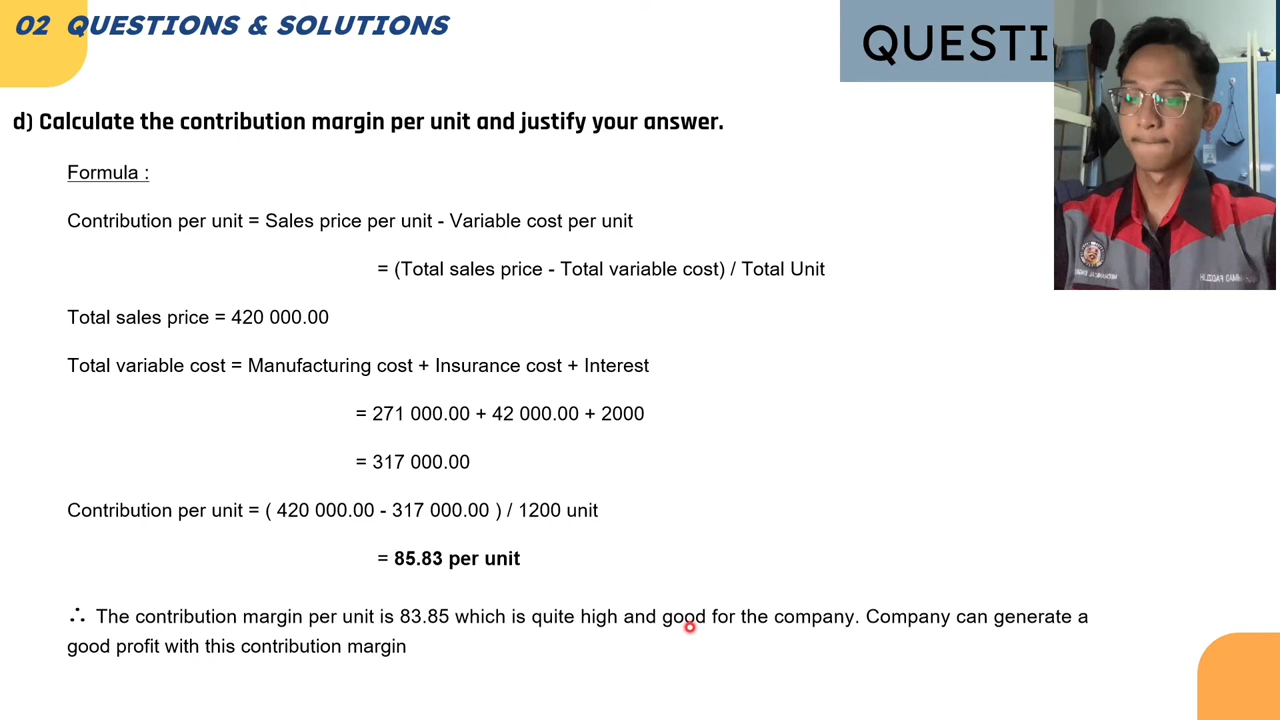 02 QUESTIONS & SOLUTIONS
QUESTI
d) Calculate the contribution margin per unit and justify your answer.
Formula :
Contribution per unit = Sales price per unit - Variable cost per unit
= (Total sales price - Total variable cost) / Total Unit
Total sales price = 420 000.00
Total variable cost = Manufacturing cost + Insurance cost + Interest
= 271 000.00 + 42 000.00 + 2000
= 317 000.00
Contribution per unit = ( 420 000.00 - 317 000.00 ) / 1200 unit
= 85.83 per unit
∴ The contribution margin per unit is 83.85 which is quite high and good for the company. Company can generate a
good profit with this contribution margin